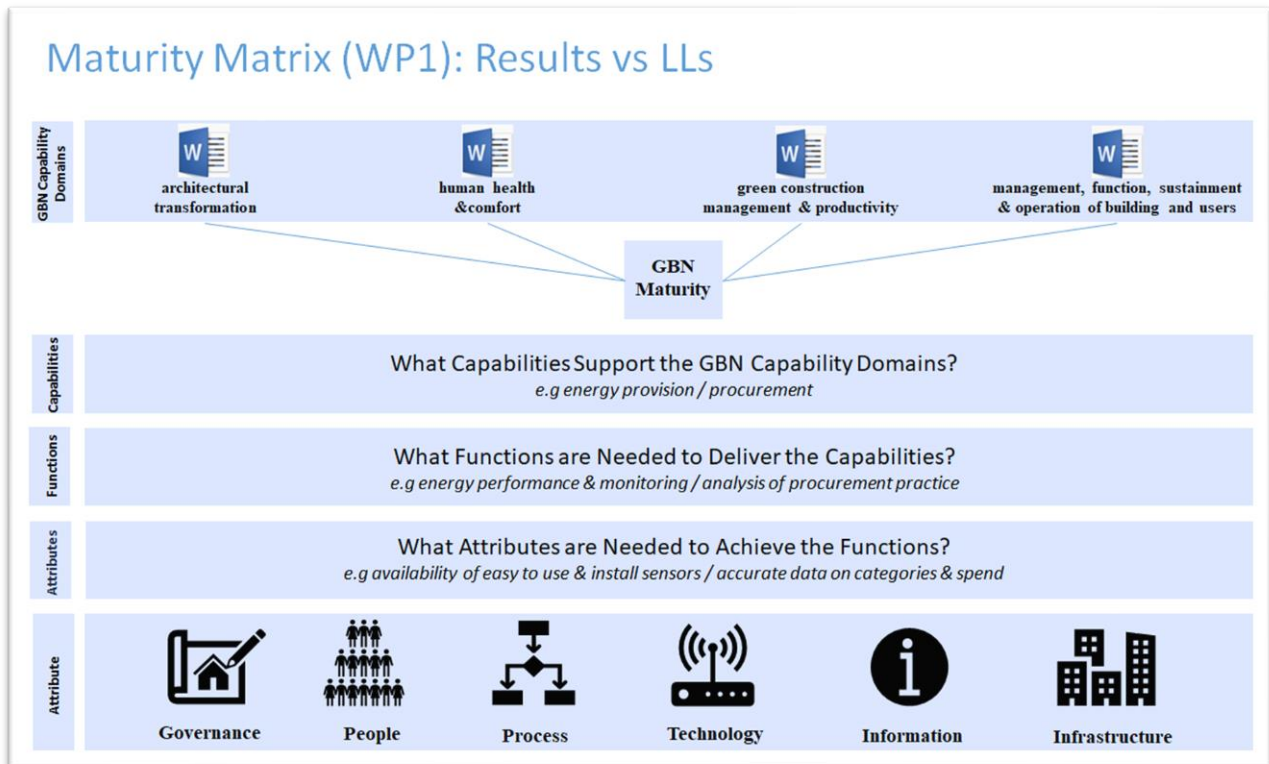 Maturity Matrix (WP1): Results vs LLs
GBN Capability
Domains
W
architectural
transformation
W
human health
&comfort
W
green construction
management & productivity
W
management, function, sustainment
& operation of building and users
GBN
Maturity
Capabilities
What Capabilities Support the GBN Capability Domains?
e.g energy provision / procurement
Functions
What Functions are Needed to Deliver the Capabilities?
e.g energy performance & monitoring / analysis of procurement practice
Attributes
What Attributes are Needed to Achieve the Functions?
e.g availability of easy to use & install sensors / accurate data on categories & spend
Attribute
Governance
People
Process
Technology
Information
Infrastructure